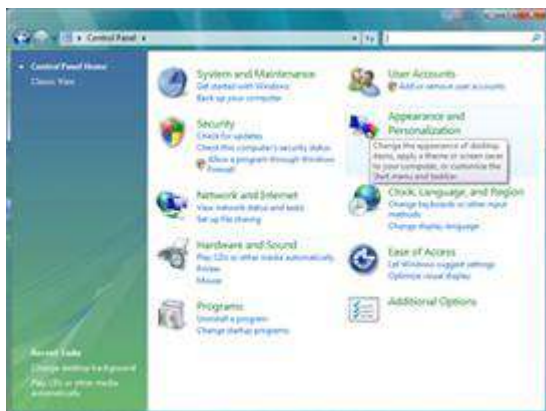 Control Panel
Control Panel Home
Classic View
System and Maintenance
Get started with Windows
Back up your computer
Security
Check for updates
Check this computer's security status
Allow a program through Windows
Firewall
Network and Internet
View network status and tasks
Set up file sharing
Hardware and Sound
Play CDs or other media automatically
Printer
Mouse
Programs
Uninstall a program
Change startup programs
User Accounts
Add or remove user accounts
Appearance and
Personalization
Change the appearance of desktop
items, apply a theme or screen saver
to your computer, or customize the
Start menu and taskbar.
Clock, Language, and Region
Change keyboards or other input
methods
Change display language
Ease of Access
Let Windows suggest settings
Optimize visual display
Additional Options
Recent Tasks
Change desktop background
Play CDs or other media
automatically